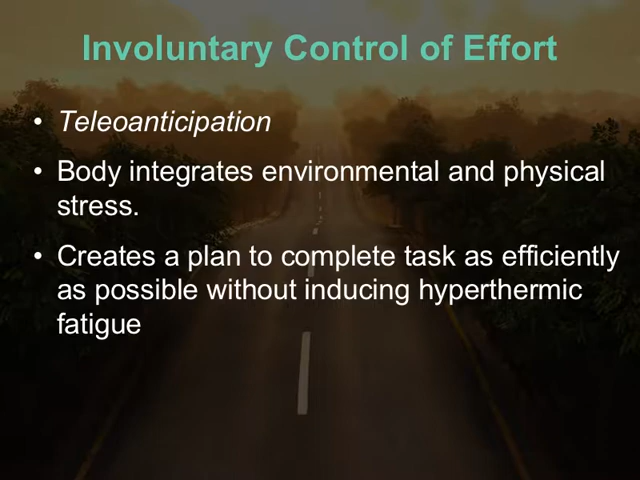 Involuntary Control of Effort
• Teleoanticipation
• Body integrates environmental and physical
stress.
• Creates a plan to complete task as efficiently
as possible without inducing hyperthermic
fatigue